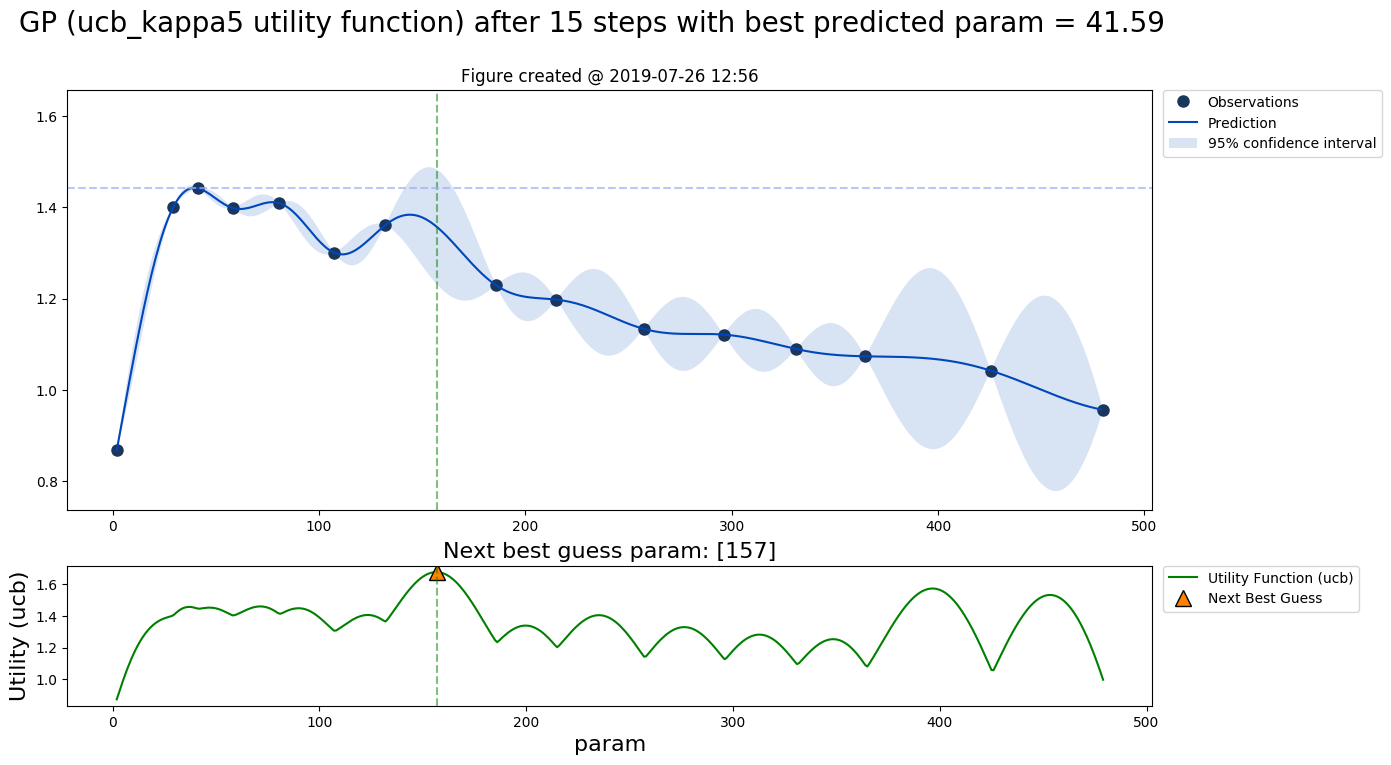 GP (ucb_kappa5 utility function) after 15 steps with best predicted param = 41.59
Figure created @ 2019-07-26 12:56
1.6
1.4
1.2
1.0
0.8
0 100 200 300 400 500
Observations
Prediction
95% confidence interval
Next best guess param: [157]
Utility (ucb)
1.6
1.4
1.2
1.0
0 100 200 300 400 500
param
Utility Function (ucb)
Next Best Guess